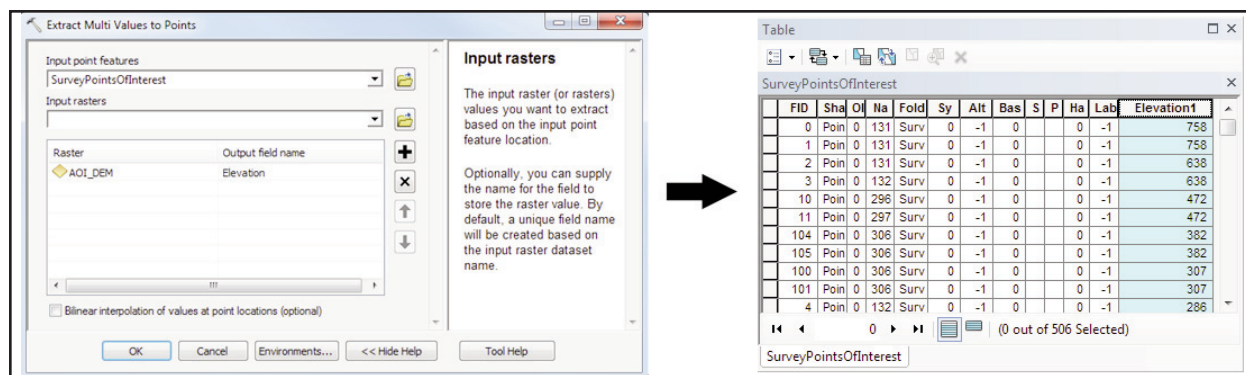 Extract Multi Values to Points
Input point features
SurveyPointsOfInterest
Input rasters
Raster Output field name
AOI_DEM Elevation
Bilinear interpolation of values at point locations (optional)
OK Cancel Environments... << Hide Help Tool Help
Input rasters
The input raster (or rasters)
values you want to extract
based on the input point
feature location.
Optionally, you can supply
the name for the field to
store the raster value. By
default, a unique field name
will be created based on
the input raster dataset
name.
Table
SurveyPointsOfInterest
FID Sha OI Na Fold Sy Alt Bas S P Ha Lab Elevation1
0 Poin 0 131 Surv 0 -1 0 0 -1 758
1 Poin 0 131 Surv 0 -1 0 0 -1 758
2 Poin 0 131 Surv 0 -1 0 0 -1 638
3 Poin 0 132 Surv 0 -1 0 0 -1 638
10 Poin 0 296 Surv 0 -1 0 0 -1 472
11 Poin 0 297 Surv 0 -1 0 0 -1 472
104 Poin 0 306 Surv 0 -1 0 0 -1 382
105 Poin 0 306 Surv 0 -1 0 0 -1 382
100 Poin 0 306 Surv 0 -1 0 0 -1 307
101 Poin 0 306 Surv 0 -1 0 0 -1 307
4 Poin 0 132 Surv 0 -1 0 0 -1 286
0 (0 out of 506 Selected)
SurveyPointsOfInterest